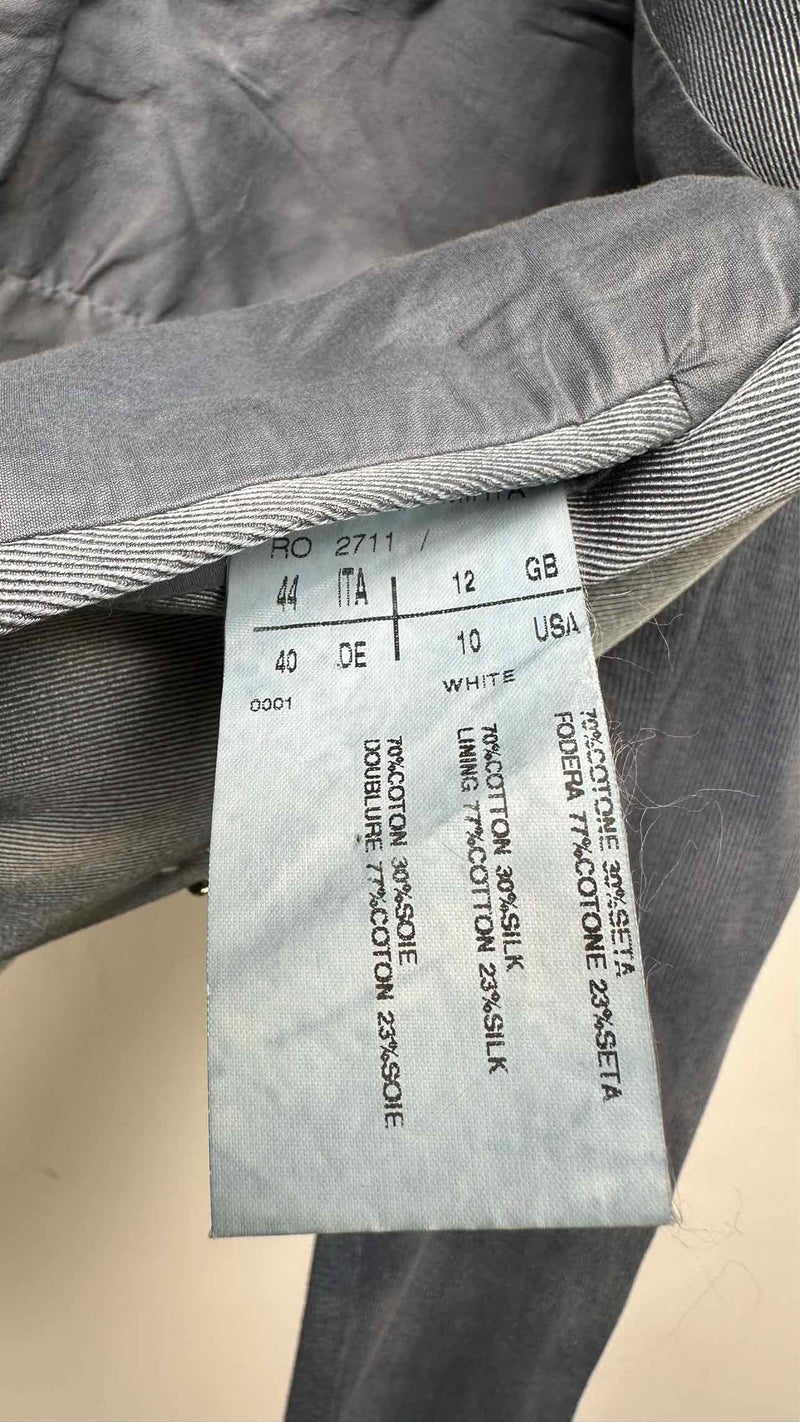 RO 2711 /
44 ITA 12 GB
40 DE 10 USA
0001 WHITE
70%COTONE 30%SETA
FODERA 77%COTONE 23%SETA
70%COTTON 30%SILK
LINING 77%COTTON 23%SILK
70%COTON 30%SOIE
DOUBLURE 77%COTON 23%SOIE